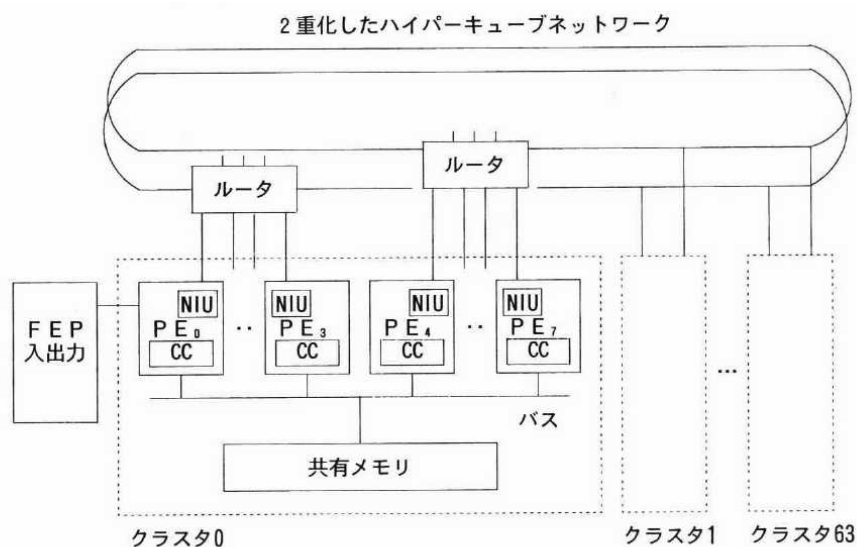 2重化したハイパーキューブネットワーク
ルータ
ルータ
FEP
入出力
NIU
PE₀
CC
‥
NIU
PE₃
CC
NIU
PE₄
CC
‥
NIU
PE₇
CC
…
バス
共有メモリ
クラスタ0
クラスタ1
クラスタ63